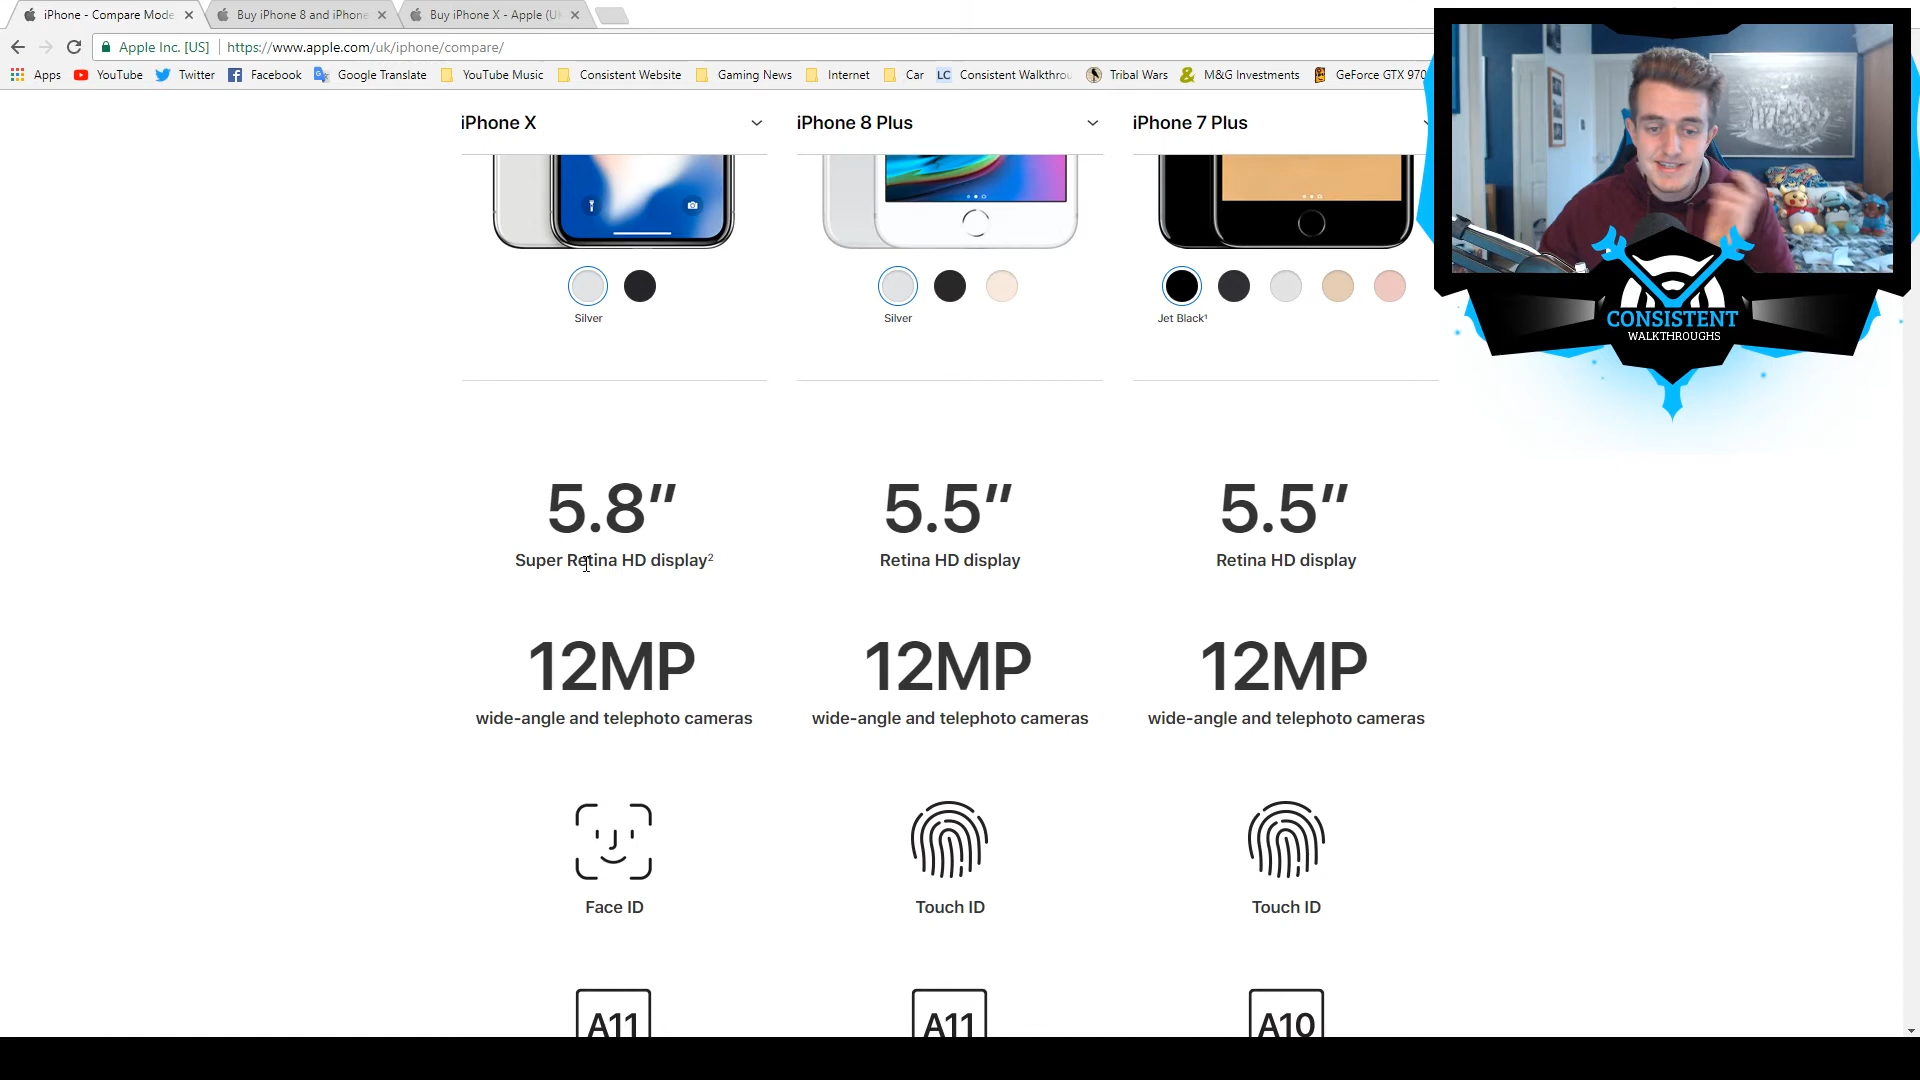 iPhone - Compare Mode
Buy iPhone 8 and iPhone
Buy iPhone X - Apple (U
Apple Inc. [US]
https://www.apple.com/uk/iphone/compare/
Apps
YouTube
Twitter
Facebook
Google Translate
YouTube Music
Consistent Website
Gaming News
Internet
Car
LC
Consistent Walkthrou
Tribal Wars
M&G Investments
GeForce GTX 970
iPhone X
iPhone 8 Plus
iPhone 7 Plus
Silver
Silver
Jet Black¹
CONSISTENT
WALKTHROUGHS
5.8″
5.5″
5.5″
Super Retina HD display²
Retina HD display
Retina HD display
12MP
12MP
12MP
wide-angle and telephoto cameras
wide-angle and telephoto cameras
wide-angle and telephoto cameras
Face ID
Touch ID
Touch ID
A11
A11
A10